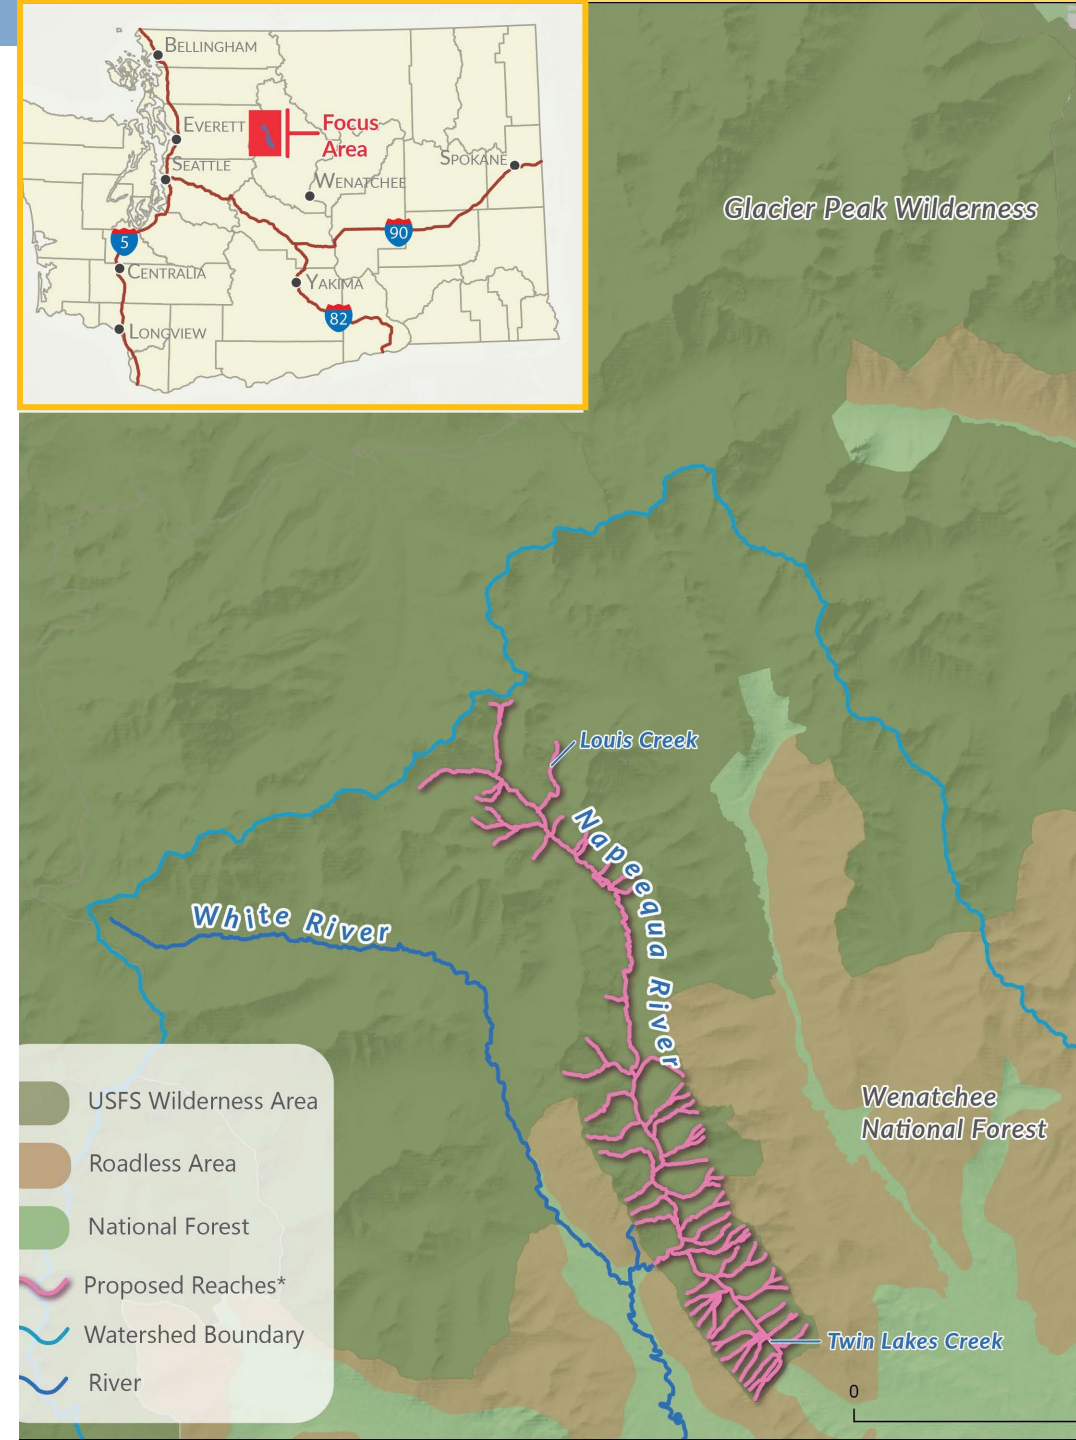 BELLINGHAM
EVERETT
Focus
Area
SEATTLE
SPOKANE
WENATCHEE
90
5
CENTRALIA
YAKIMA
82
LONGVIEW
Glacier Peak Wilderness
Louis Creek
Napeequa River
White River
Wenatchee
National Forest
USFS Wilderness Area
Roadless Area
National Forest
Proposed Reaches*
Watershed Boundary
River
Twin Lakes Creek
0